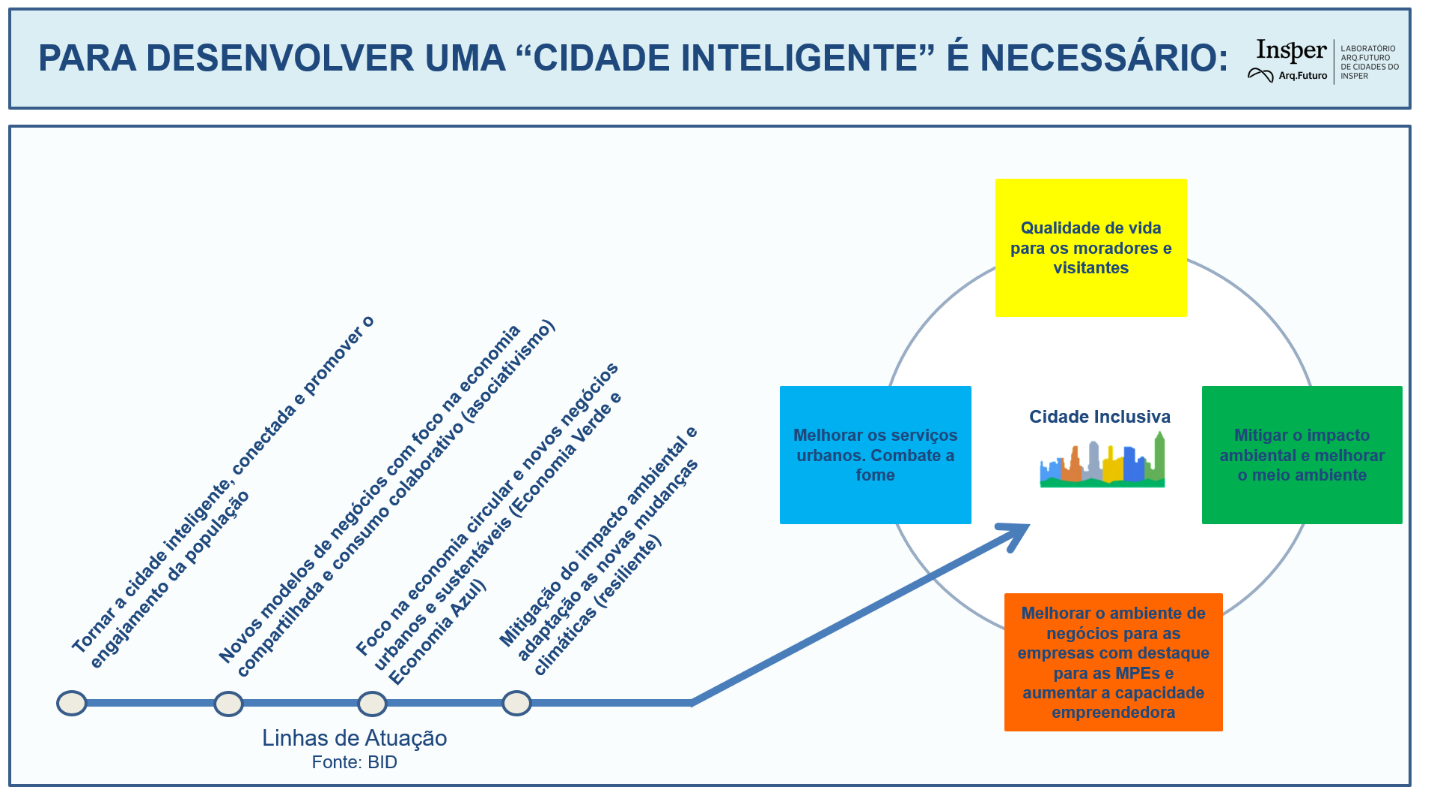 PARA DESENVOLVER UMA “CIDADE INTELIGENTE” É NECESSÁRIO:
Insper
Arq.Futuro
LABORATÓRIO
ARQ.FUTURO
DE CIDADES DO
INSPER
Tornar a cidade inteligente, conectada e promover o
engajamento da população
Novos modelos de negócios com foco na economia
compartilhada e consumo colaborativo (asociativismo)
Foco na economia circular e novos negócios
urbanos e sustentáveis (Economia Verde e
Economia Azul)
Mitigação do impacto ambiental e
adaptação as novas mudanças
climáticas (resiliente)
Linhas de Atuação
Fonte: BID
Qualidade de vida
para os moradores e
visitantes
Melhorar os serviços
urbanos. Combate a
fome
Cidade Inclusiva
Mitigar o impacto
ambiental e melhorar
o meio ambiente
Melhorar o ambiente de
negócios para as
empresas com destaque
para as MPEs e
aumentar a capacidade
empreendedora